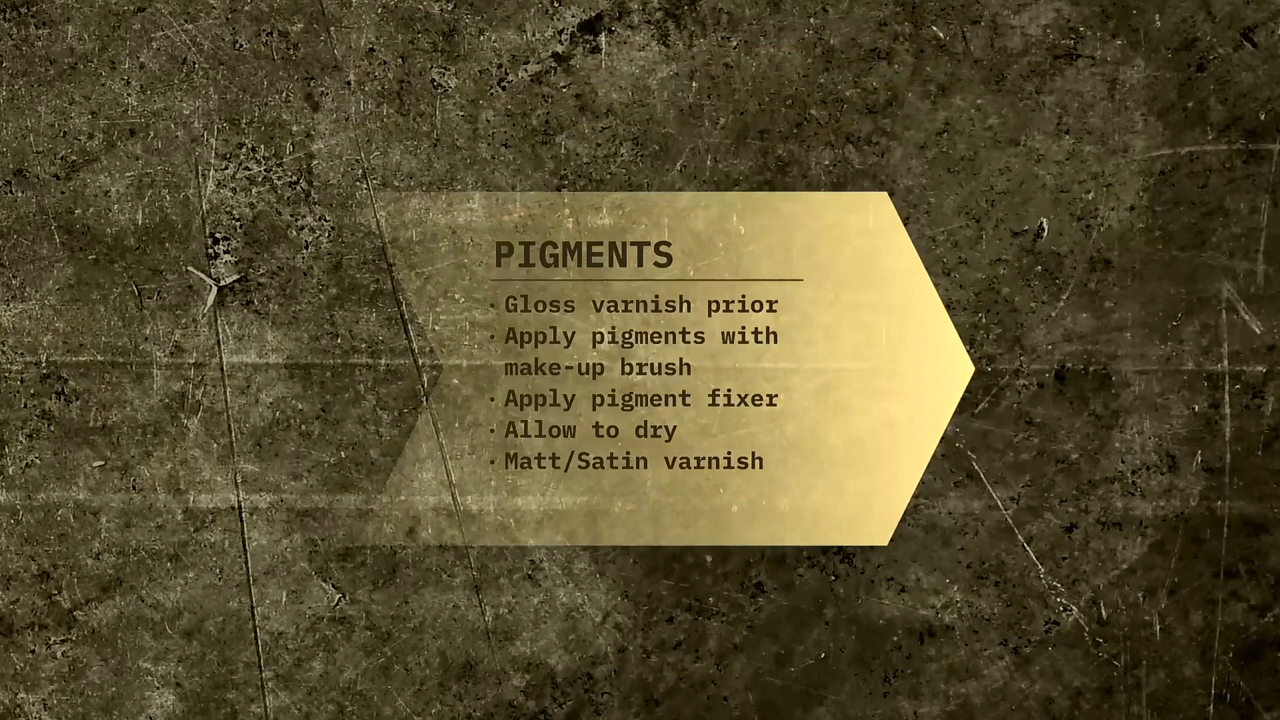 PIGMENTS
· Gloss varnish prior
· Apply pigments with
make-up brush
· Apply pigment fixer
· Allow to dry
· Matt/Satin varnish